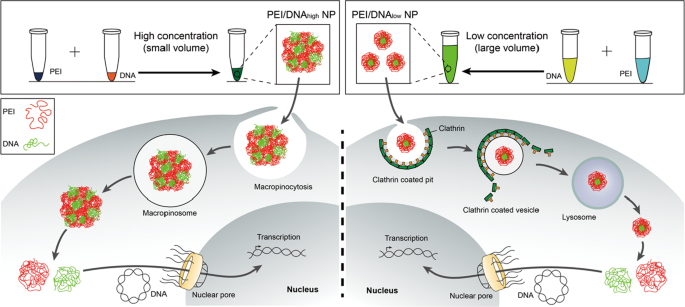 PEI/DNAhigh NP
High concentration
(small volume)
PEI
DNA
PEI/DNAlow NP
Low concentration
(large volume)
DNA
PEI
PEI
DNA
Macropinocytosis
Macropinosome
Transcription
DNA
Nuclear pore
Nucleus
Clathrin
Clathrin coated pit
Clathrin coated vesicle
Lysosome
Transcription
Nucleus
Nuclear pore
DNA